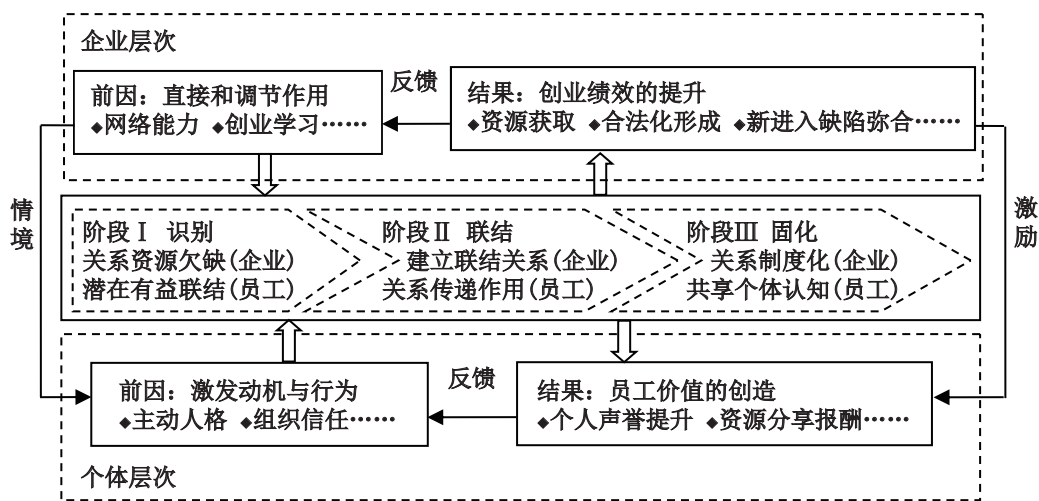 企业层次
反馈
前因：直接和调节作用
◆网络能力 ◆创业学习……
结果：创业绩效的提升
◆资源获取 ◆合法化形成 ◆新进入缺陷弥合……
情境
激励
阶段Ⅰ 识别
关系资源欠缺(企业)
潜在有益联结(员工)
阶段Ⅱ 联结
建立联结关系(企业)
关系传递作用(员工)
阶段Ⅲ 固化
关系制度化(企业)
共享个体认知(员工)
前因：激发动机与行为
◆主动人格 ◆组织信任……
反馈
结果：员工价值的创造
◆个人声誉提升 ◆资源分享报酬……
个体层次